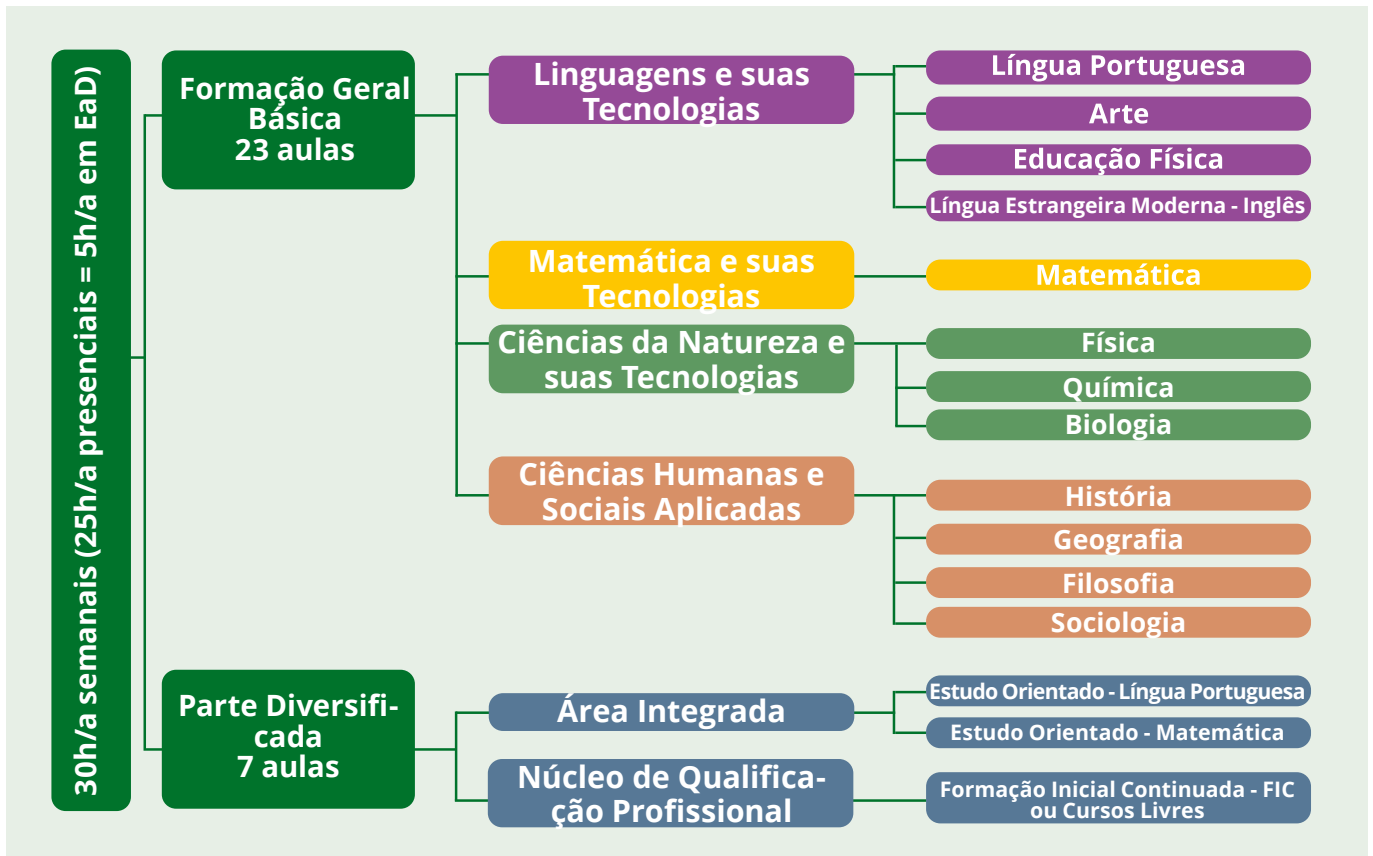 30h/a semanais (25h/a presenciais = 5h/a em EaD)
Formação Geral
Básica
23 aulas
Linguagens e suas
Tecnologias
Língua Portuguesa
Arte
Educação Física
Língua Estrangeira Moderna - Inglês
Matemática e suas
Tecnologias
Matemática
Ciências da Natureza e
suas Tecnologias
Física
Química
Biologia
Ciências Humanas e
Sociais Aplicadas
História
Geografia
Filosofia
Sociologia
Parte Diversifi-
cada
7 aulas
Área Integrada
Estudo Orientado - Língua Portuguesa
Estudo Orientado - Matemática
Núcleo de Qualifica-
ção Profissional
Formação Inicial Continuada - FIC
ou Cursos Livres